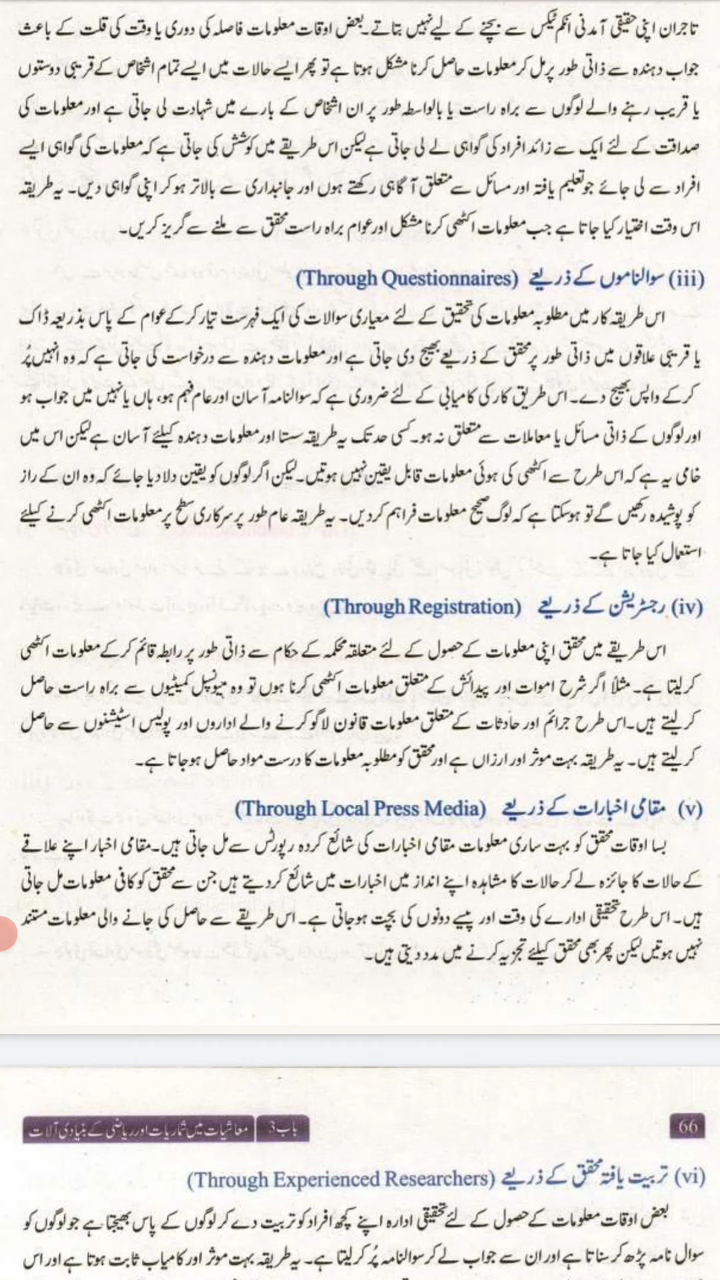 تاجران اپنی حقیقی آمدنی انکم ٹیکس سے بچنے کے لیے نہیں بتاتے۔ بعض اوقات معلومات فاصلہ کی دوری یا وقت کی قلت کے باعث
جواب دہندہ سے ذاتی طور پر مل کر معلومات حاصل کرنا مشکل ہوتا ہے تو پھر ایسے حالات میں ایسے تمام اشخاص کے قریبی دوستوں
یا قریب رہنے والے لوگوں سے براہ راست یا بالواسطہ طور پر ان اشخاص کے بارے میں شہادت لی جاتی ہے اور معلومات کی
صداقت کے لئے ایک سے زائد افراد کی گواہی لے لی جاتی ہے لیکن اس طریقے میں کوشش کی جاتی ہے کہ معلومات کی گواہی ایسے
افراد سے لی جائے جو تعلیم یافتہ اور مسائل سے متعلق آگاہی رکھتے ہوں اور جانبداری سے بالاتر ہو کر اپنی گواہی دیں۔ یہ طریقہ
اس وقت اختیار کیا جاتا ہے جب معلومات اکٹھی کرنا مشکل اور عوام براہ راست محقق سے ملنے سے گریز کریں۔
(iii) سوالناموں کے ذریعے (Through Questionnaires)
اس طریقہ کار میں مطلوبہ معلومات کی تحقیق کے لئے معیاری سوالات کی ایک فہرست تیار کرکے عوام کے پاس بذریعہ ڈاک
یا قریبی علاقوں میں ذاتی طور پر محقق کے ذریعے بھیج دی جاتی ہے اور معلومات دہندہ سے درخواست کی جاتی ہے کہ وہ انہیں پُر
کرکے واپس بھیج دے۔ اس طریق کار کی کامیابی کے لئے ضروری ہے کہ سوالنامہ آسان اور عام فہم ہو، ہاں یا نہیں میں جواب ہو
اور لوگوں کے ذاتی مسائل یا معاملات سے متعلق نہ ہو۔ کسی حد تک یہ طریقہ سستا اور معلومات دہندہ کیلئے آسان ہے لیکن اس میں
خامی یہ ہے کہ اس طرح سے اکٹھی کی ہوئی معلومات قابل یقین نہیں ہوتیں۔ لیکن اگر لوگوں کو یقین دلا دیا جائے کہ وہ ان کے راز
کو پوشیدہ رکھیں گے تو ہوسکتا ہے کہ لوگ صحیح معلومات فراہم کردیں۔ یہ طریقہ عام طور پر سرکاری سطح پر معلومات اکٹھی کرنے کیلئے
استعمال کیا جاتا ہے۔
(iv) رجسٹریشن کے ذریعے (Through Registration)
اس طریقے میں محقق اپنی معلومات کے حصول کے لئے متعلقہ محکمہ کے حکام سے ذاتی طور پر رابطہ قائم کرکے معلومات اکٹھی
کرلیتا ہے۔ مثلاً اگر شرح اموات اور پیدائش کے متعلق معلومات اکٹھی کرنا ہوں تو وہ میونسپل کمیٹیوں سے براہ راست حاصل
کرلیتے ہیں۔ اس طرح جرائم اور حادثات کے متعلق معلومات قانون لاگو کرنے والے اداروں اور پولیس اسٹیشنوں سے حاصل
کرلیتے ہیں۔ یہ طریقہ بہت موثر اور ارزاں ہے اور محقق کو مطلوبہ معلومات کا درست مواد حاصل ہوجاتا ہے۔
(v) مقامی اخبارات کے ذریعے (Through Local Press Media)
بسا اوقات محقق کو بہت ساری معلومات مقامی اخبارات کی شائع کردہ رپورٹس سے مل جاتی ہیں۔ مقامی اخبار اپنے علاقے
کے حالات کا جائزہ لے کر حالات کا مشاہدہ اپنے انداز میں اخبارات میں شائع کردیتے ہیں جن سے محقق کو کافی معلومات مل جاتی
ہیں۔ اس طرح تحقیقی ادارے کی وقت اور پیسے دونوں کی بچت ہوجاتی ہے۔ اس طریقے سے حاصل کی جانے والی معلومات مستند
نہیں ہوتیں لیکن پھر بھی محقق کیلئے تجزیہ کرنے میں مدد دیتی ہیں۔
66
باب 3 معاشیات میں شماریات اور ریاضی کے بنیادی آلات
(vi) تربیت یافتہ محقق کے ذریعے (Through Experienced Researchers)
بعض اوقات معلومات کے حصول کے لئے تحقیقی ادارہ اپنے کچھ افراد کو تربیت دے کر لوگوں کے پاس بھیجتا ہے جو لوگوں کو
سوال نامہ پڑھ کر سناتا ہے اور ان سے جواب لے کر سوالنامہ پُر کرلیتا ہے۔ یہ طریقہ بہت موثر اور کامیاب ثابت ہوتا ہے اور اس